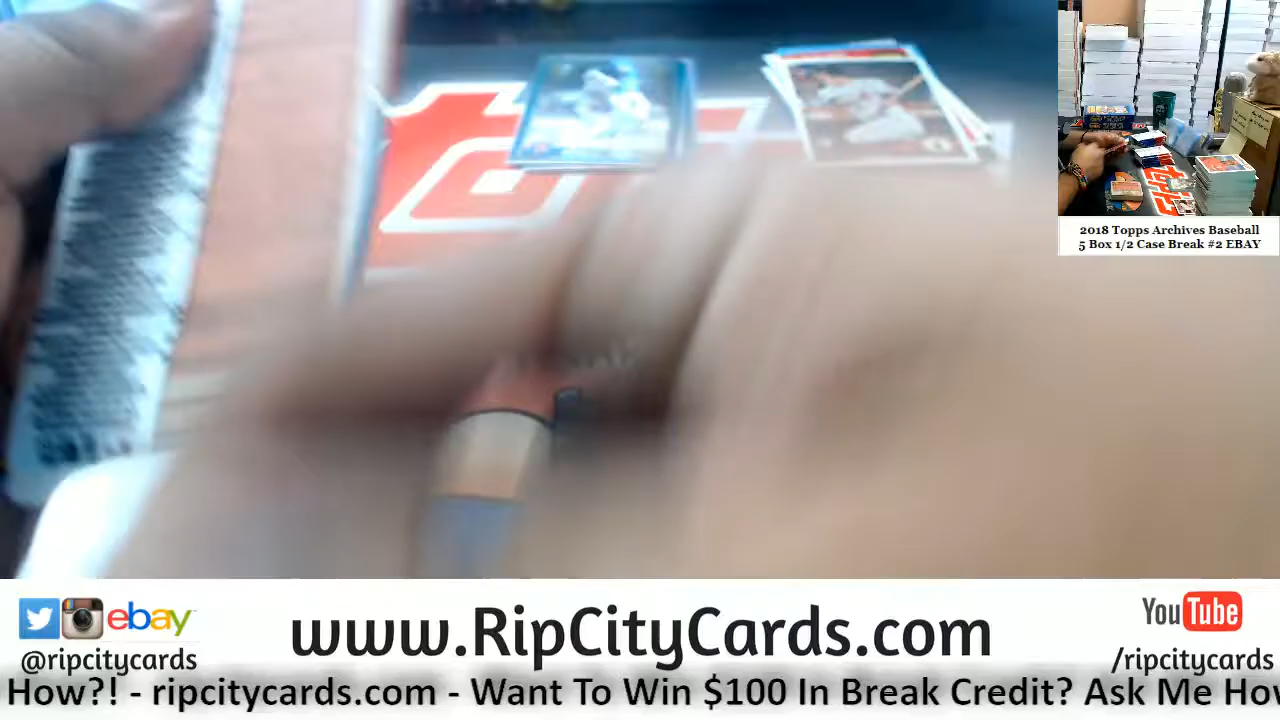 2018 Topps Archives Baseball
5 Box 1/2 Case Break #2 EBAY
ebay
www.RipCityCards.com
YouTube
@ripcitycards
/ripcitycards
How?! - ripcitycards.com - Want To Win $100 In Break Credit? Ask Me How